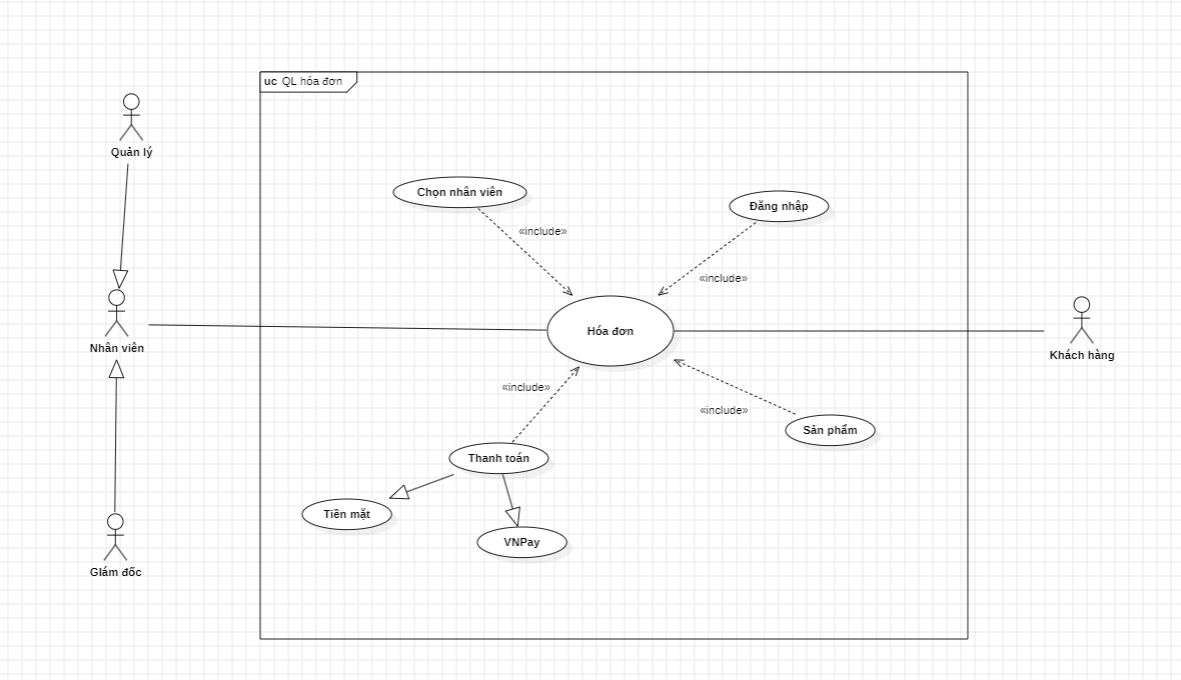 uc QL hóa đơn
Quản lý
Chọn nhân viên
Đăng nhập
«include»
«include»
Hóa đơn
Nhân viên
Khách hàng
«include»
«include»
Sản phẩm
Thanh toán
Tiền mặt
VNPay
Giám đốc